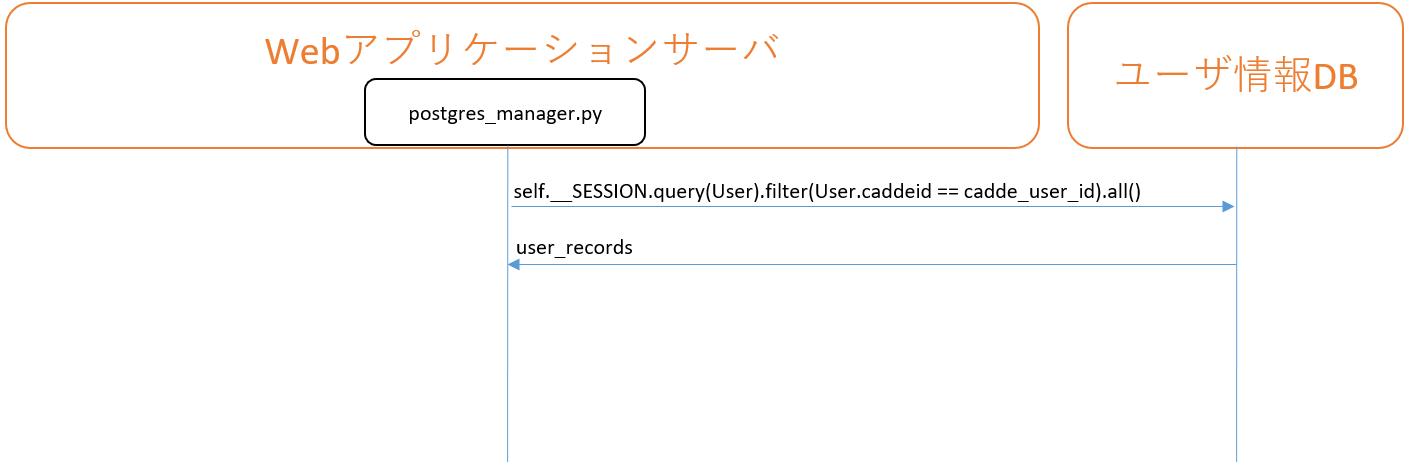 Webアプリケーションサーバ
ユーザ情報DB
postgres_manager.py
self.__SESSION.query(User).filter(User.caddeid == cadde_user_id).all()
user_records